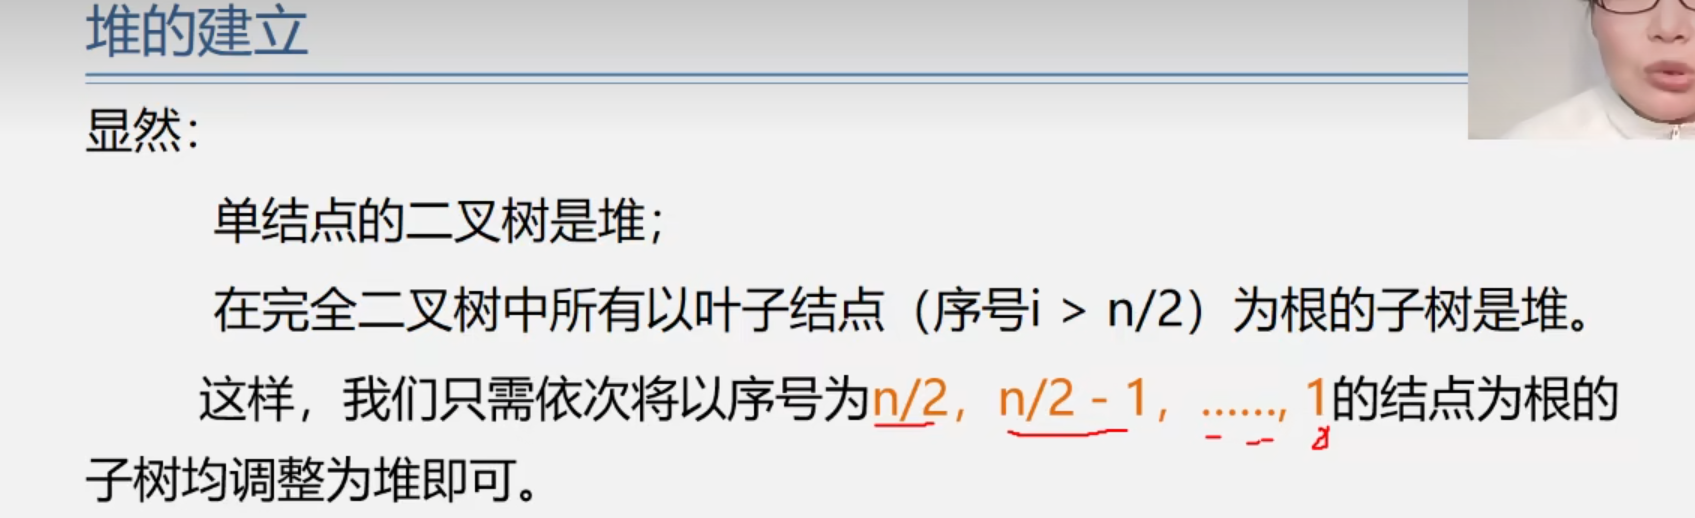 堆的建立
显然：
单结点的二叉树是堆；
在完全二叉树中所有以叶子结点（序号i > n/2）为根的子树是堆。
这样，我们只需依次将以序号为n/2，n/2 - 1，……, 1的结点为根的
子树均调整为堆即可。